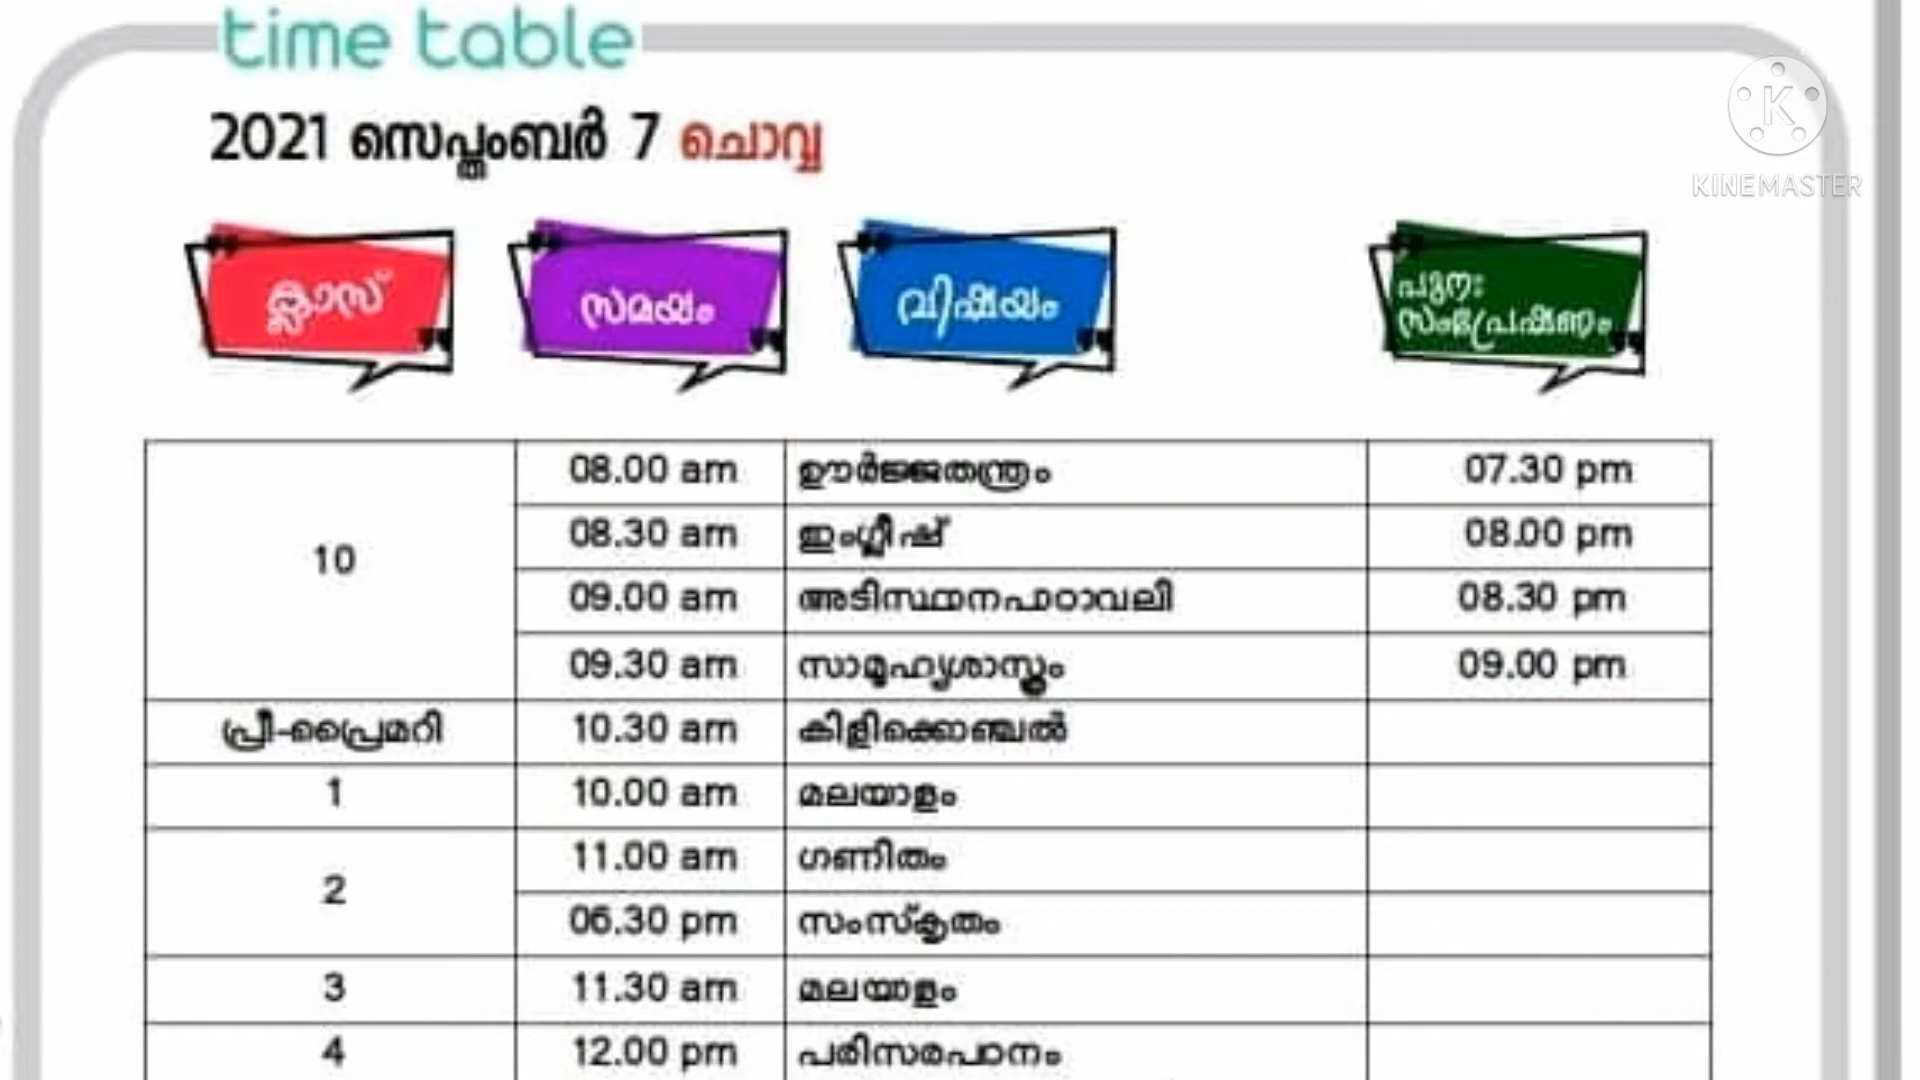 time table
2021 സെപ്തംബർ 7 ചൊവ്വ
KINEMASTER
ക്ലാസ് സമയം വിഷയം പുനഃ സംപ്രേഷണം
10
08.00 am ഊർജ്ജതന്ത്രം 07.30 pm
08.30 am ഇംഗ്ലീഷ് 08.00 pm
09.00 am അടിസ്ഥാനപാഠാവലി 08.30 pm
09.30 am സാമൂഹ്യശാസ്ത്രം 09.00 pm
പ്രീ-പ്രൈമറി 10.30 am കിളിക്കൊഞ്ചൽ
1 10.00 am മലയാളം
2
11.00 am ഗണിതം
06.30 pm സംസ്കൃതം
3 11.30 am മലയാളം
4 12.00 pm പരിസരപഠനം